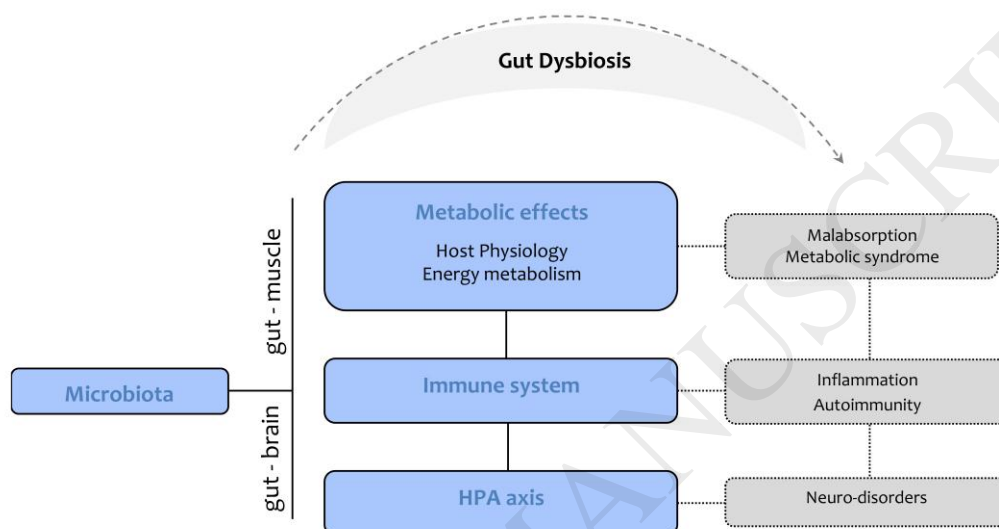 Gut Dysbiosis
Metabolic effects
Host Physiology
Energy metabolism
Malabsorption
Metabolic syndrome
gut - muscle
Microbiota
Immune system
Inflammation
Autoimmunity
gut - brain
HPA axis
Neuro-disorders